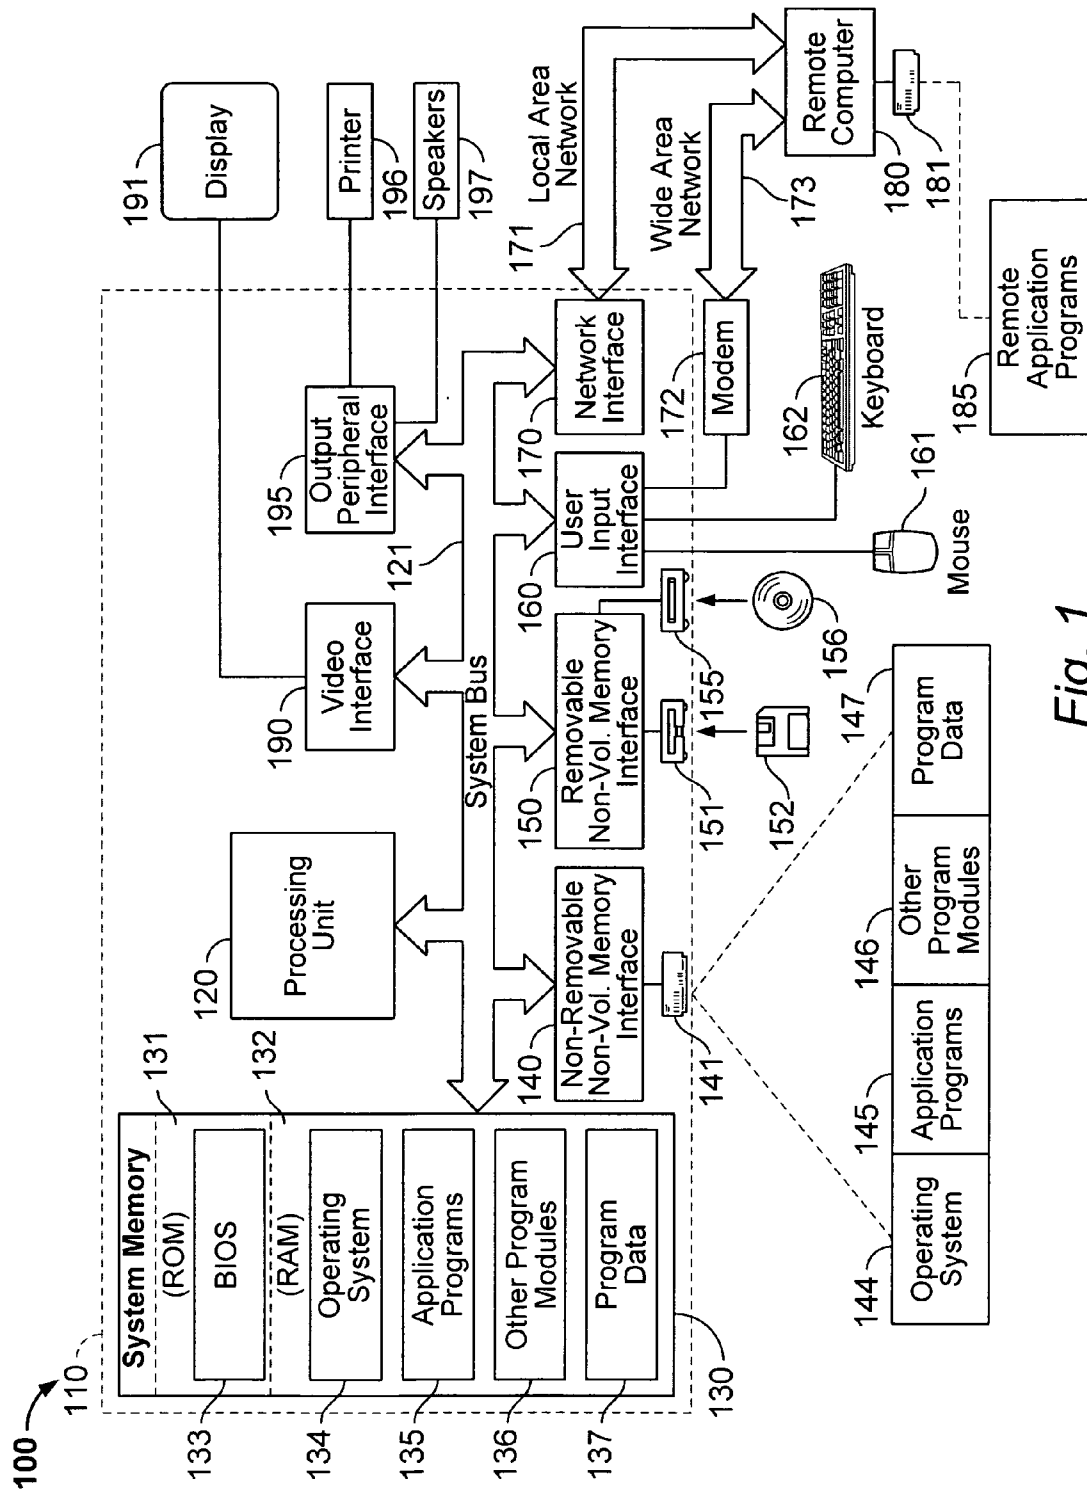 100
110
System Memory
(ROM)
131
BIOS
133
(RAM)
132
Operating
System
134
Application
Programs
135
Other Program
Modules
136
Program
Data
137
130
120
Processing
Unit
190
Video
Interface
195
Output
Peripheral
Interface
191
Display
Printer
196
Speakers
197
121
System Bus
140
Non-Removable
Non-Vol. Memory
Interface
150
Removable
Non-Vol. Memory
Interface
160
User
Input
Interface
170
Network
Interface
171
Local Area
Network
Wide Area
Network
173
172
Modem
Remote
Computer
180
181
141
151
155
152
156
Mouse
161
162
Keyboard
185
Remote
Application
Programs
144
Operating
System
145
Application
Programs
146
Other
Program
Modules
147
Program
Data
Fig. 1